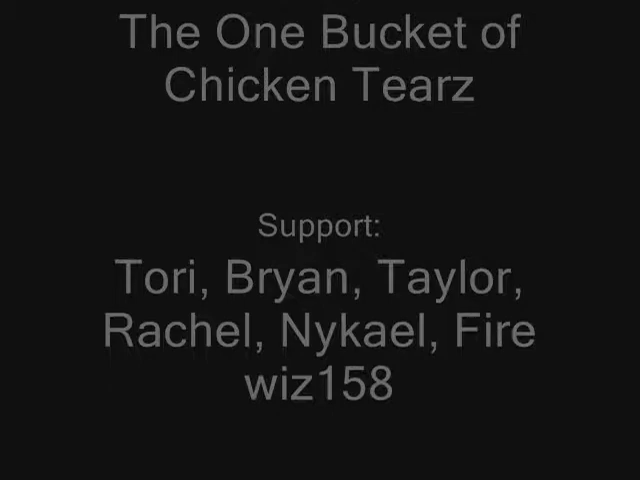 The One Bucket of
Chicken Tearz
Support:
Tori, Bryan, Taylor,
Rachel, Nykael, Fire
wiz158